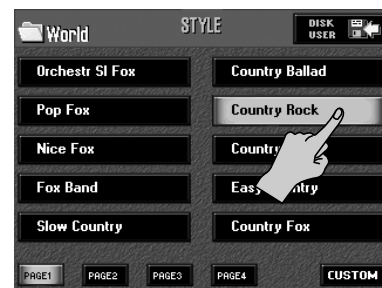 World
STYLE
DISK
USER
Orchestr Sl Fox
Country Ballad
Pop Fox
Country Rock
Nice Fox
Fox Band
Slow Country
Country Fox
PAGE1
PAGE2
PAGE3
PAGE4
CUSTOM